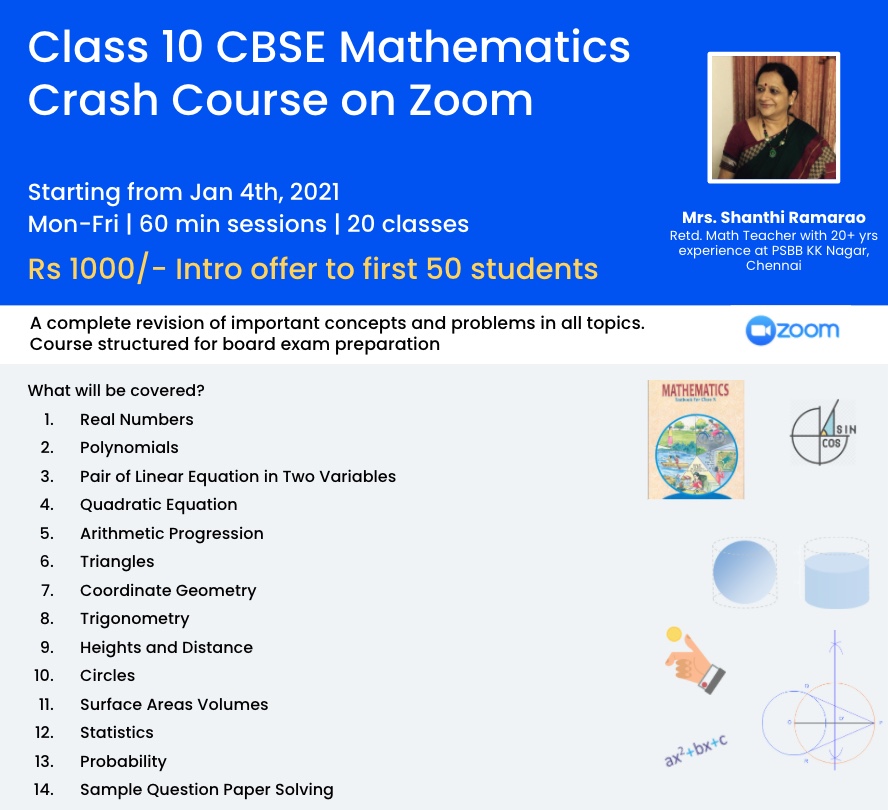 Class 10 CBSE Mathematics
Crash Course on Zoom
Starting from Jan 4th, 2021
Mon-Fri | 60 min sessions | 20 classes
Rs 1000/- Intro offer to first 50 students
Mrs. Shanthi Ramarao
Retd. Math Teacher with 20+ yrs
experience at PSBB KK Nagar,
Chennai
A complete revision of important concepts and problems in all topics.
Course structured for board exam preparation
zoom
What will be covered?
1. Real Numbers
2. Polynomials
3. Pair of Linear Equation in Two Variables
4. Quadratic Equation
5. Arithmetic Progression
6. Triangles
7. Coordinate Geometry
8. Trigonometry
9. Heights and Distance
10. Circles
11. Surface Areas Volumes
12. Statistics
13. Probability
14. Sample Question Paper Solving
MATHEMATICS
Textbook for Class X
SIN
COS
ax²+bx+c